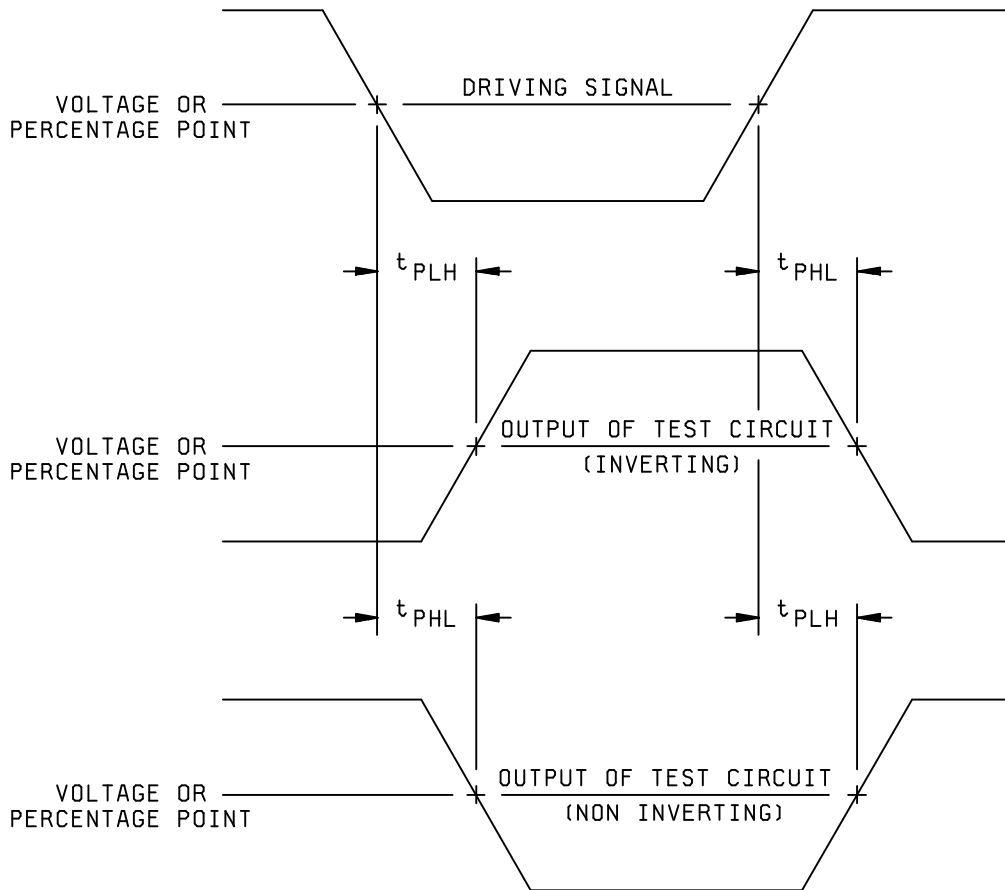 DRIVING SIGNAL
VOLTAGE OR
PERCENTAGE POINT
tPLH
tPHL
OUTPUT OF TEST CIRCUIT
(INVERTING)
VOLTAGE OR
PERCENTAGE POINT
tPHL
tPLH
OUTPUT OF TEST CIRCUIT
(NON INVERTING)
VOLTAGE OR
PERCENTAGE POINT